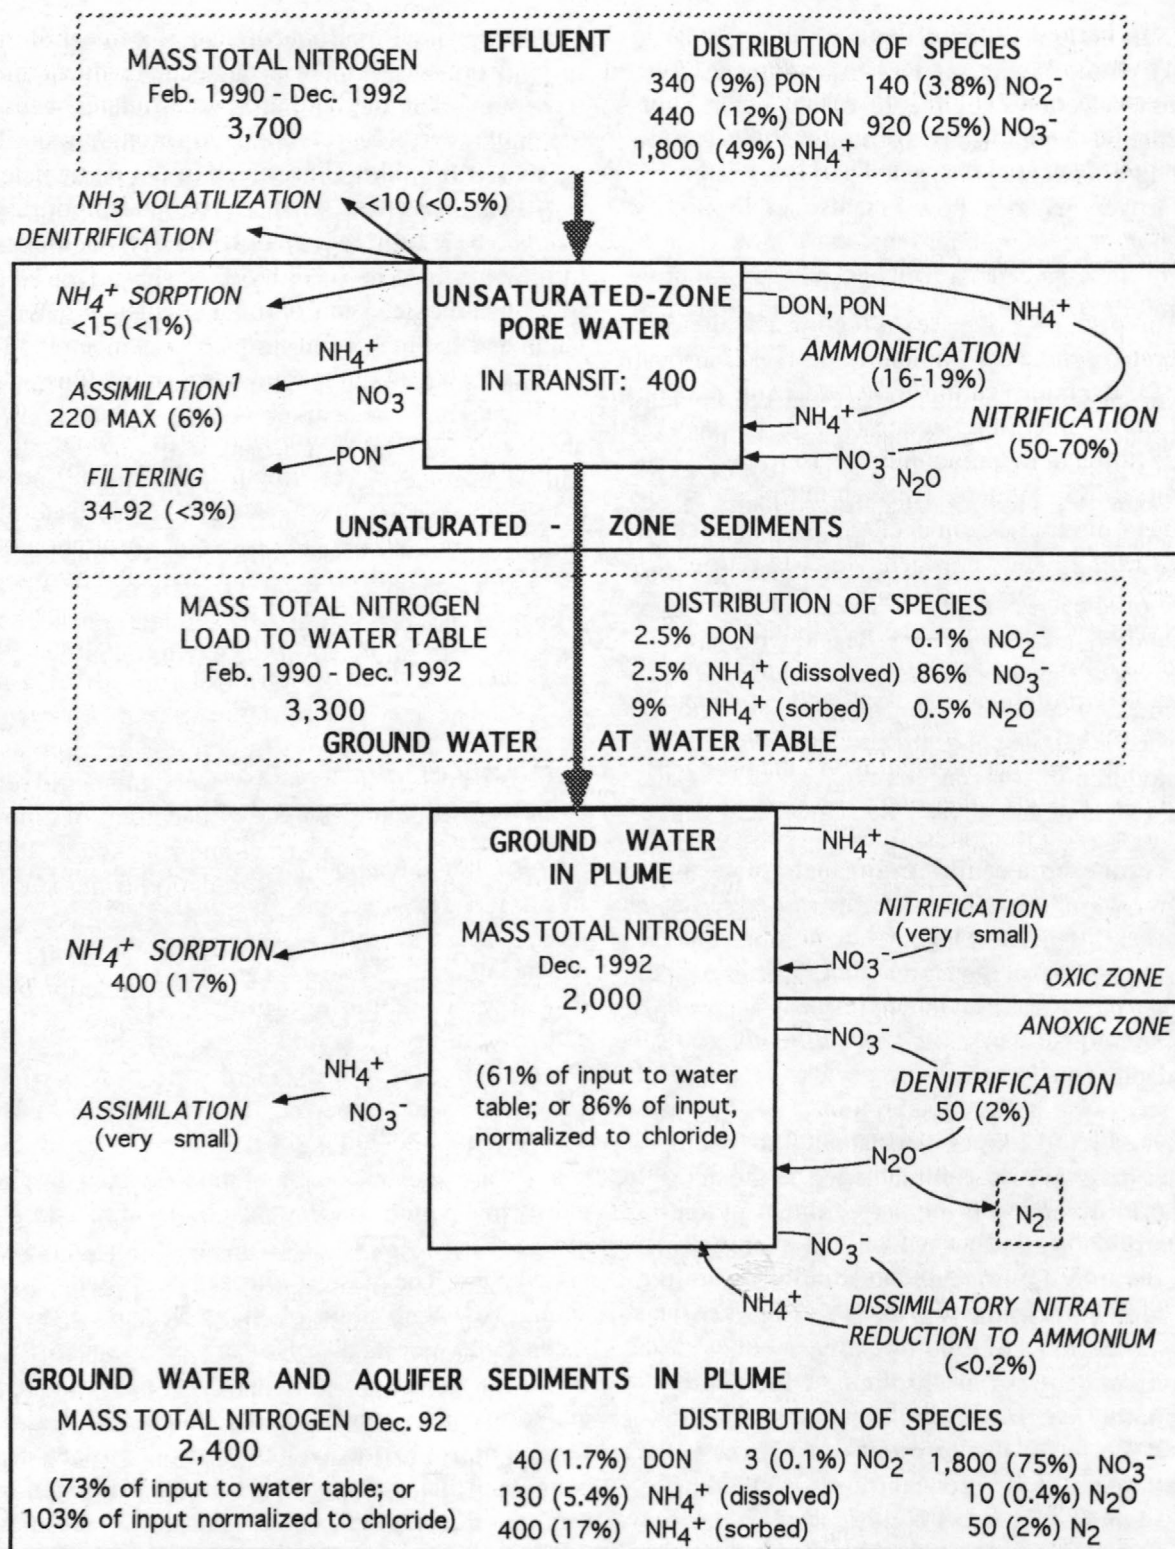 EFFLUENT
MASS TOTAL NITROGEN
Feb. 1990 - Dec. 1992
3,700
DISTRIBUTION OF SPECIES
340 (9%) PON 140 (3.8%) NO2-
440 (12%) DON 920 (25%) NO3-
1,800 (49%) NH4+
NH3 VOLATILIZATION <10 (<0.5%)
DENITRIFICATION
NH4+ SORPTION
<15 (<1%)
NH4+
ASSIMILATION1 NO3-
220 MAX (6%)
PON
FILTERING
34-92 (<3%)
UNSATURATED-ZONE
PORE WATER
IN TRANSIT: 400
DON, PON
NH4+
AMMONIFICATION
(16-19%)
NH4+
NITRIFICATION
(50-70%)
NO3-
N2O
UNSATURATED - ZONE SEDIMENTS
MASS TOTAL NITROGEN
LOAD TO WATER TABLE
Feb. 1990 - Dec. 1992
3,300
DISTRIBUTION OF SPECIES
2.5% DON 0.1% NO2
2.5% NH4+ (dissolved) 86% NO3-
9% NH4+ (sorbed) 0.5% N2O
GROUND WATER AT WATER TABLE
GROUND WATER
IN PLUME
MASS TOTAL NITROGEN
Dec. 1992
2,000
(61% of input to water
table; or 86% of input,
normalized to chloride)
NH4+ SORPTION
400 (17%)
NH4+
NO3-
ASSIMILATION
(very small)
NH4+
NITRIFICATION
(very small)
NO3-
OXIC ZONE
ANOXIC ZONE
NO3-
DENITRIFICATION
50 (2%)
N2O
N2
NO3-
NH4+
DISSIMILATORY NITRATE
REDUCTION TO AMMONIUM
(<0.2%)
GROUND WATER AND AQUIFER SEDIMENTS IN PLUME
MASS TOTAL NITROGEN Dec. 92
2,400
(73% of input to water table; or
103% of input normalized to chloride)
DISTRIBUTION OF SPECIES
40 (1.7%) DON 3 (0.1%) NO2- 1,800 (75%) NO3-
130 (5.4%) NH4+ (dissolved) 10 (0.4%) N2O
400 (17%) NH4+ (sorbed) 50 (2%) N2